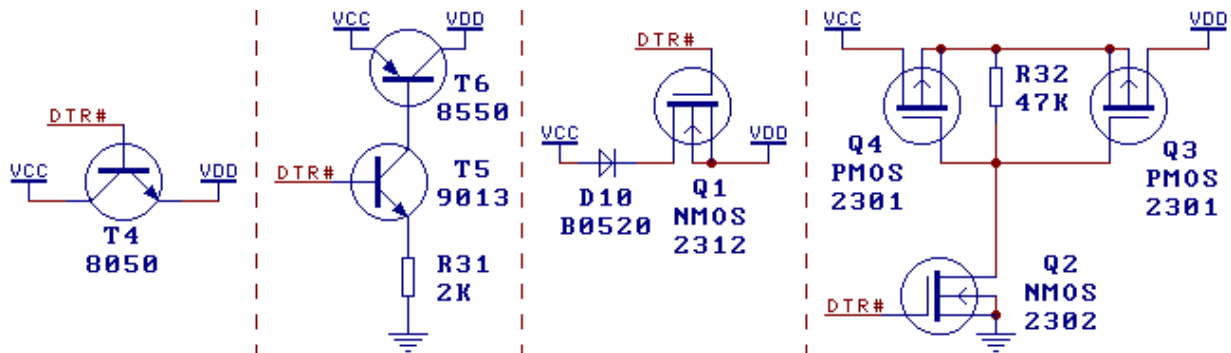 DTR#
VCC
VDD
T4
8050
VCC
VDD
T6
8550
DTR#
T5
9013
R31
2K
DTR#
VCC
VDD
D10
B0520
Q1
NMOS
2312
VCC
VDD
R32
47K
Q4
PMOS
2301
Q3
PMOS
2301
Q2
NMOS
2302
DTR#